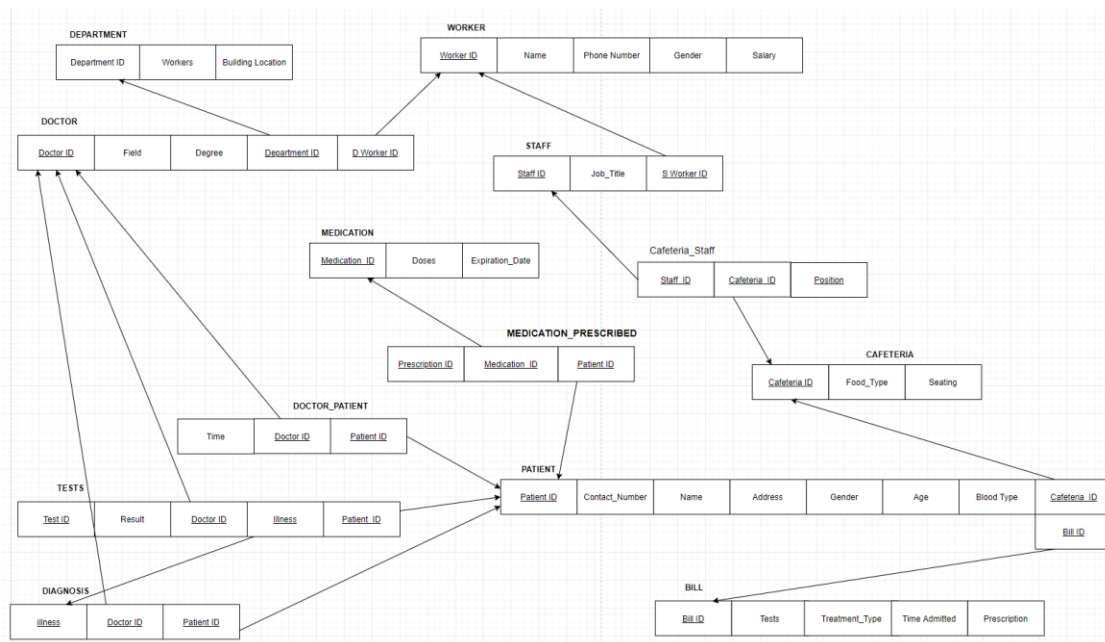 DEPARTMENT
Department ID Workers Building Location
WORKER
Worker ID Name Phone Number Gender Salary
DOCTOR
Doctor ID Field Degree Department ID D Worker ID
STAFF
Staff ID Job_Title S Worker ID
MEDICATION
Medication_ID Doses Expiration_Date
Cafeteria_Staff
Staff_ID Cafeteria_ID Position
MEDICATION_PRESCRIBED
Prescription ID Medication_ID Patient ID
CAFETERIA
Cafeteria ID Food_Type Seating
DOCTOR_PATIENT
Time Doctor ID Patient ID
PATIENT
Patient ID Contact_Number Name Address Gender Age Blood Type Cafeteria_ID
Bill ID
TESTS
Test ID Result Doctor ID Illness Patient_ID
DIAGNOSIS
illness Doctor ID Patient ID
BILL
Bill ID Tests Treatment_Type Time Admitted Prescription